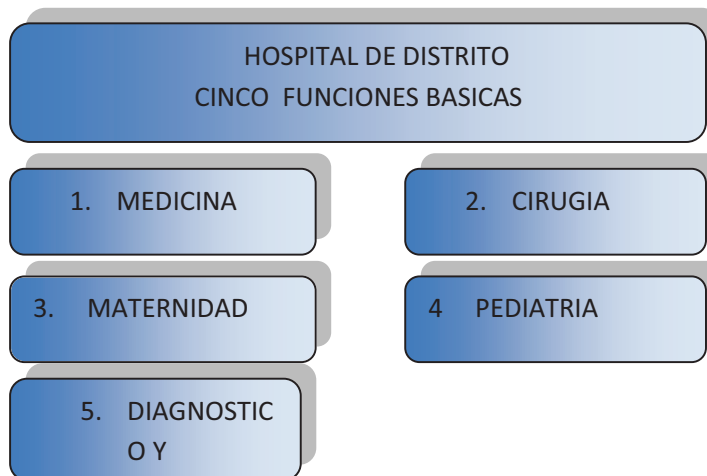 HOSPITAL DE DISTRITO
CINCO FUNCIONES BASICAS
1. MEDICINA
2. CIRUGIA
3. MATERNIDAD
4 PEDIATRIA
5. DIAGNOSTIC
O Y